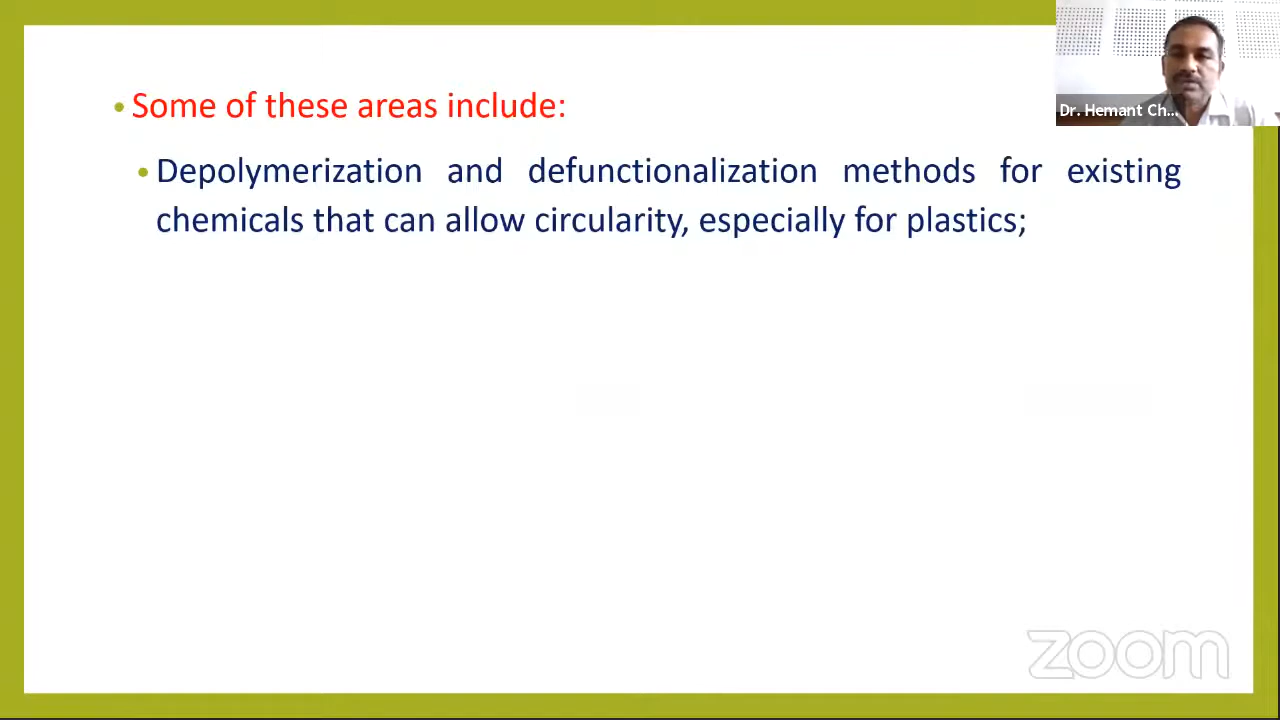 Dr. Hemant Ch...
• Some of these areas include:
• Depolymerization and defunctionalization methods for existing
chemicals that can allow circularity, especially for plastics;
zoom